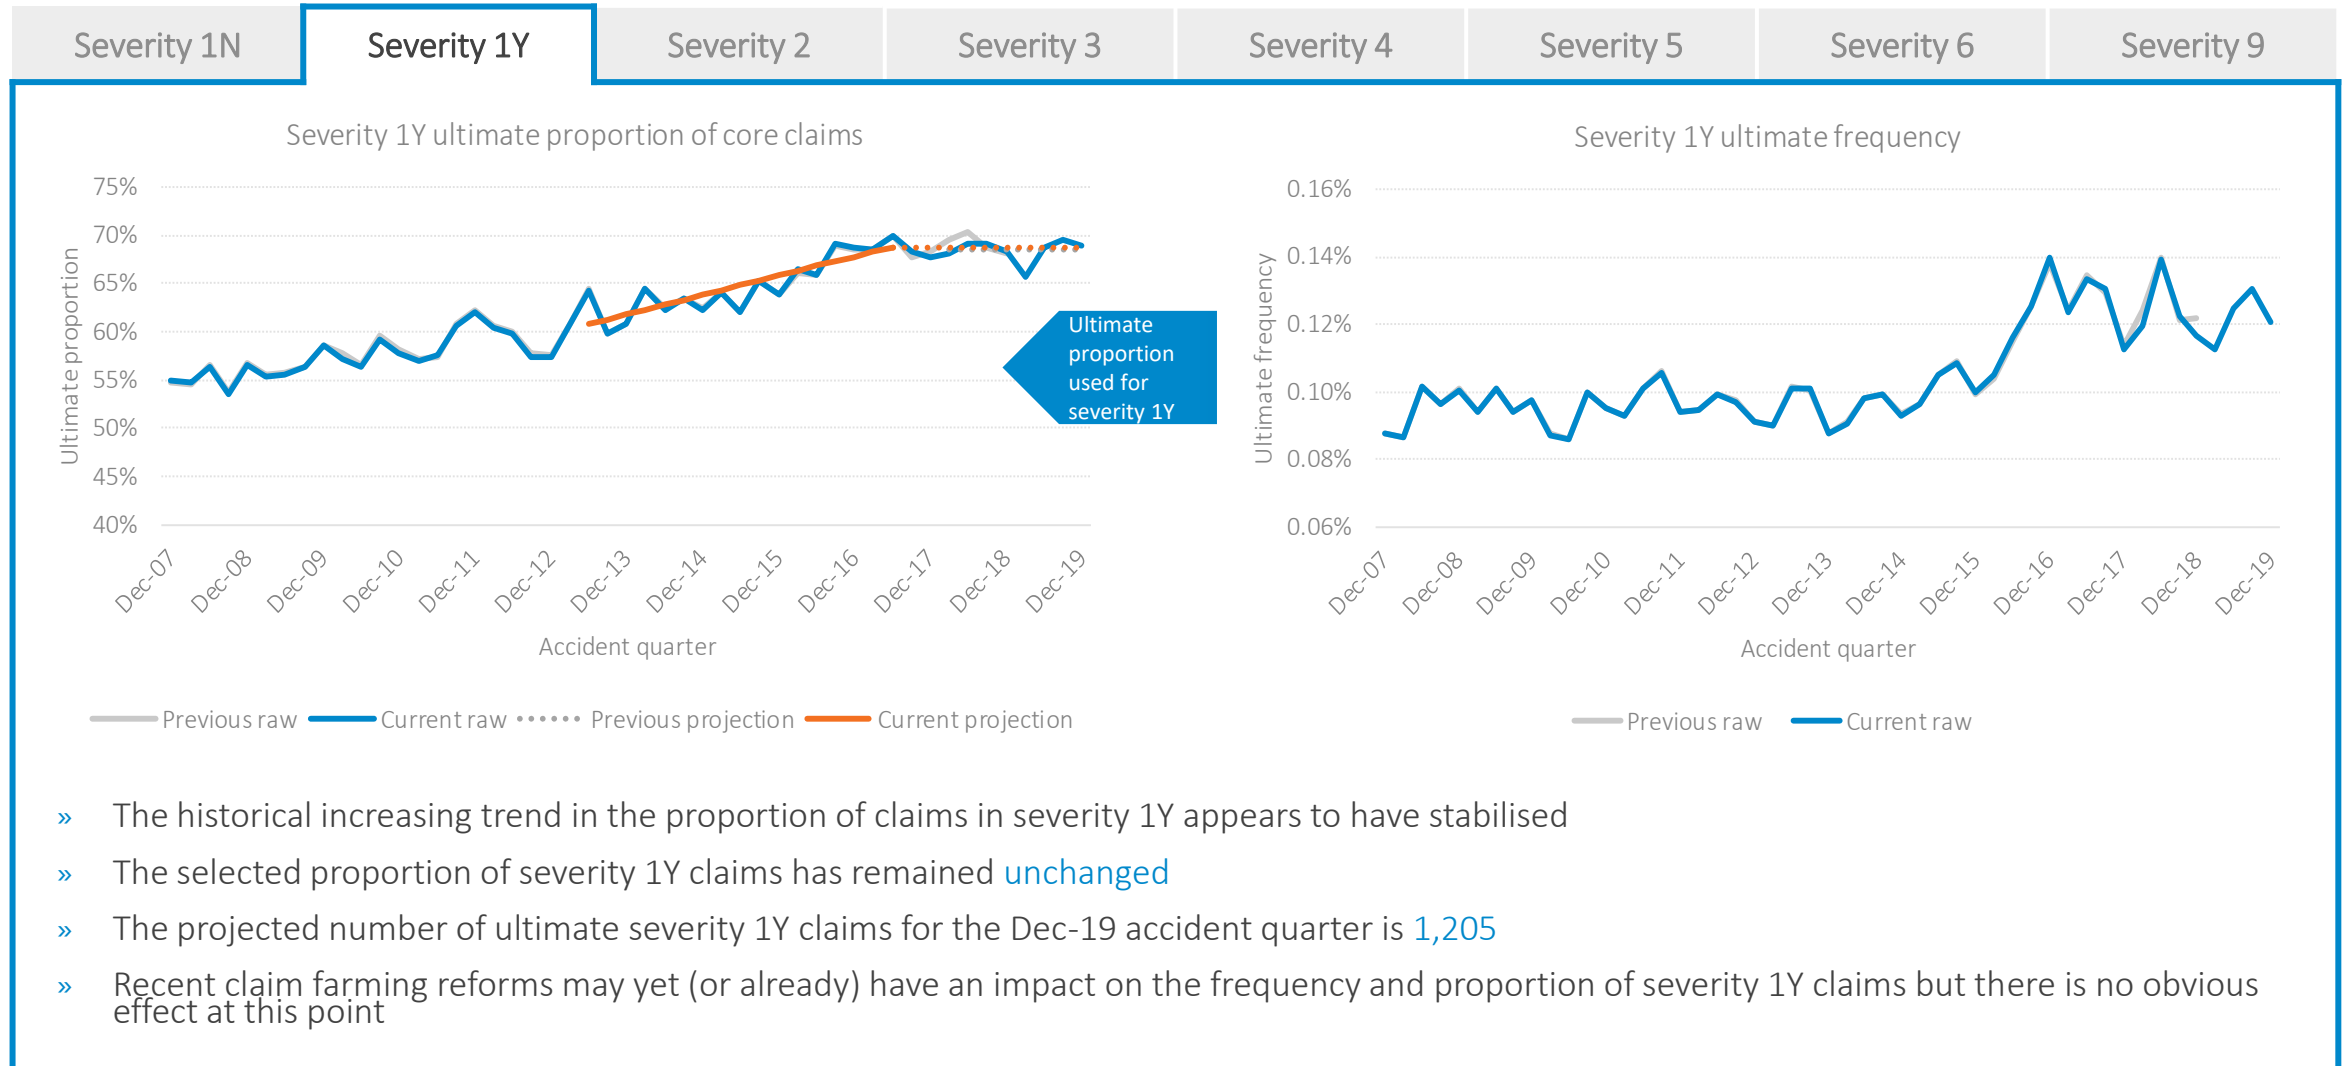 Severity 1N
Severity 1Y
Severity 2
Severity 3
Severity 4
Severity 5
Severity 6
Severity 9
Severity 1Y ultimate proportion of core claims
Ultimate proportion
75%
70%
65%
60%
55%
50%
45%
40%
Dec-07
Dec-08
Dec-09
Dec-10
Dec-11
Dec-12
Dec-13
Dec-14
Dec-15
Dec-16
Dec-17
Dec-18
Dec-19
Accident quarter
Previous raw
Current raw
Previous projection
Current projection
Ultimate
proportion
used for
severity 1Y
Severity 1Y ultimate frequency
Ultimate frequency
0.16%
0.14%
0.12%
0.10%
0.08%
0.06%
Dec-07
Dec-08
Dec-09
Dec-10
Dec-11
Dec-12
Dec-13
Dec-14
Dec-15
Dec-16
Dec-17
Dec-18
Dec-19
Accident quarter
Previous raw
Current raw
» The historical increasing trend in the proportion of claims in severity 1Y appears to have stabilised
» The selected proportion of severity 1Y claims has remained unchanged
» The projected number of ultimate severity 1Y claims for the Dec-19 accident quarter is 1,205
» Recent claim farming reforms may yet (or already) have an impact on the frequency and proportion of severity 1Y claims but there is no obvious
effect at this point